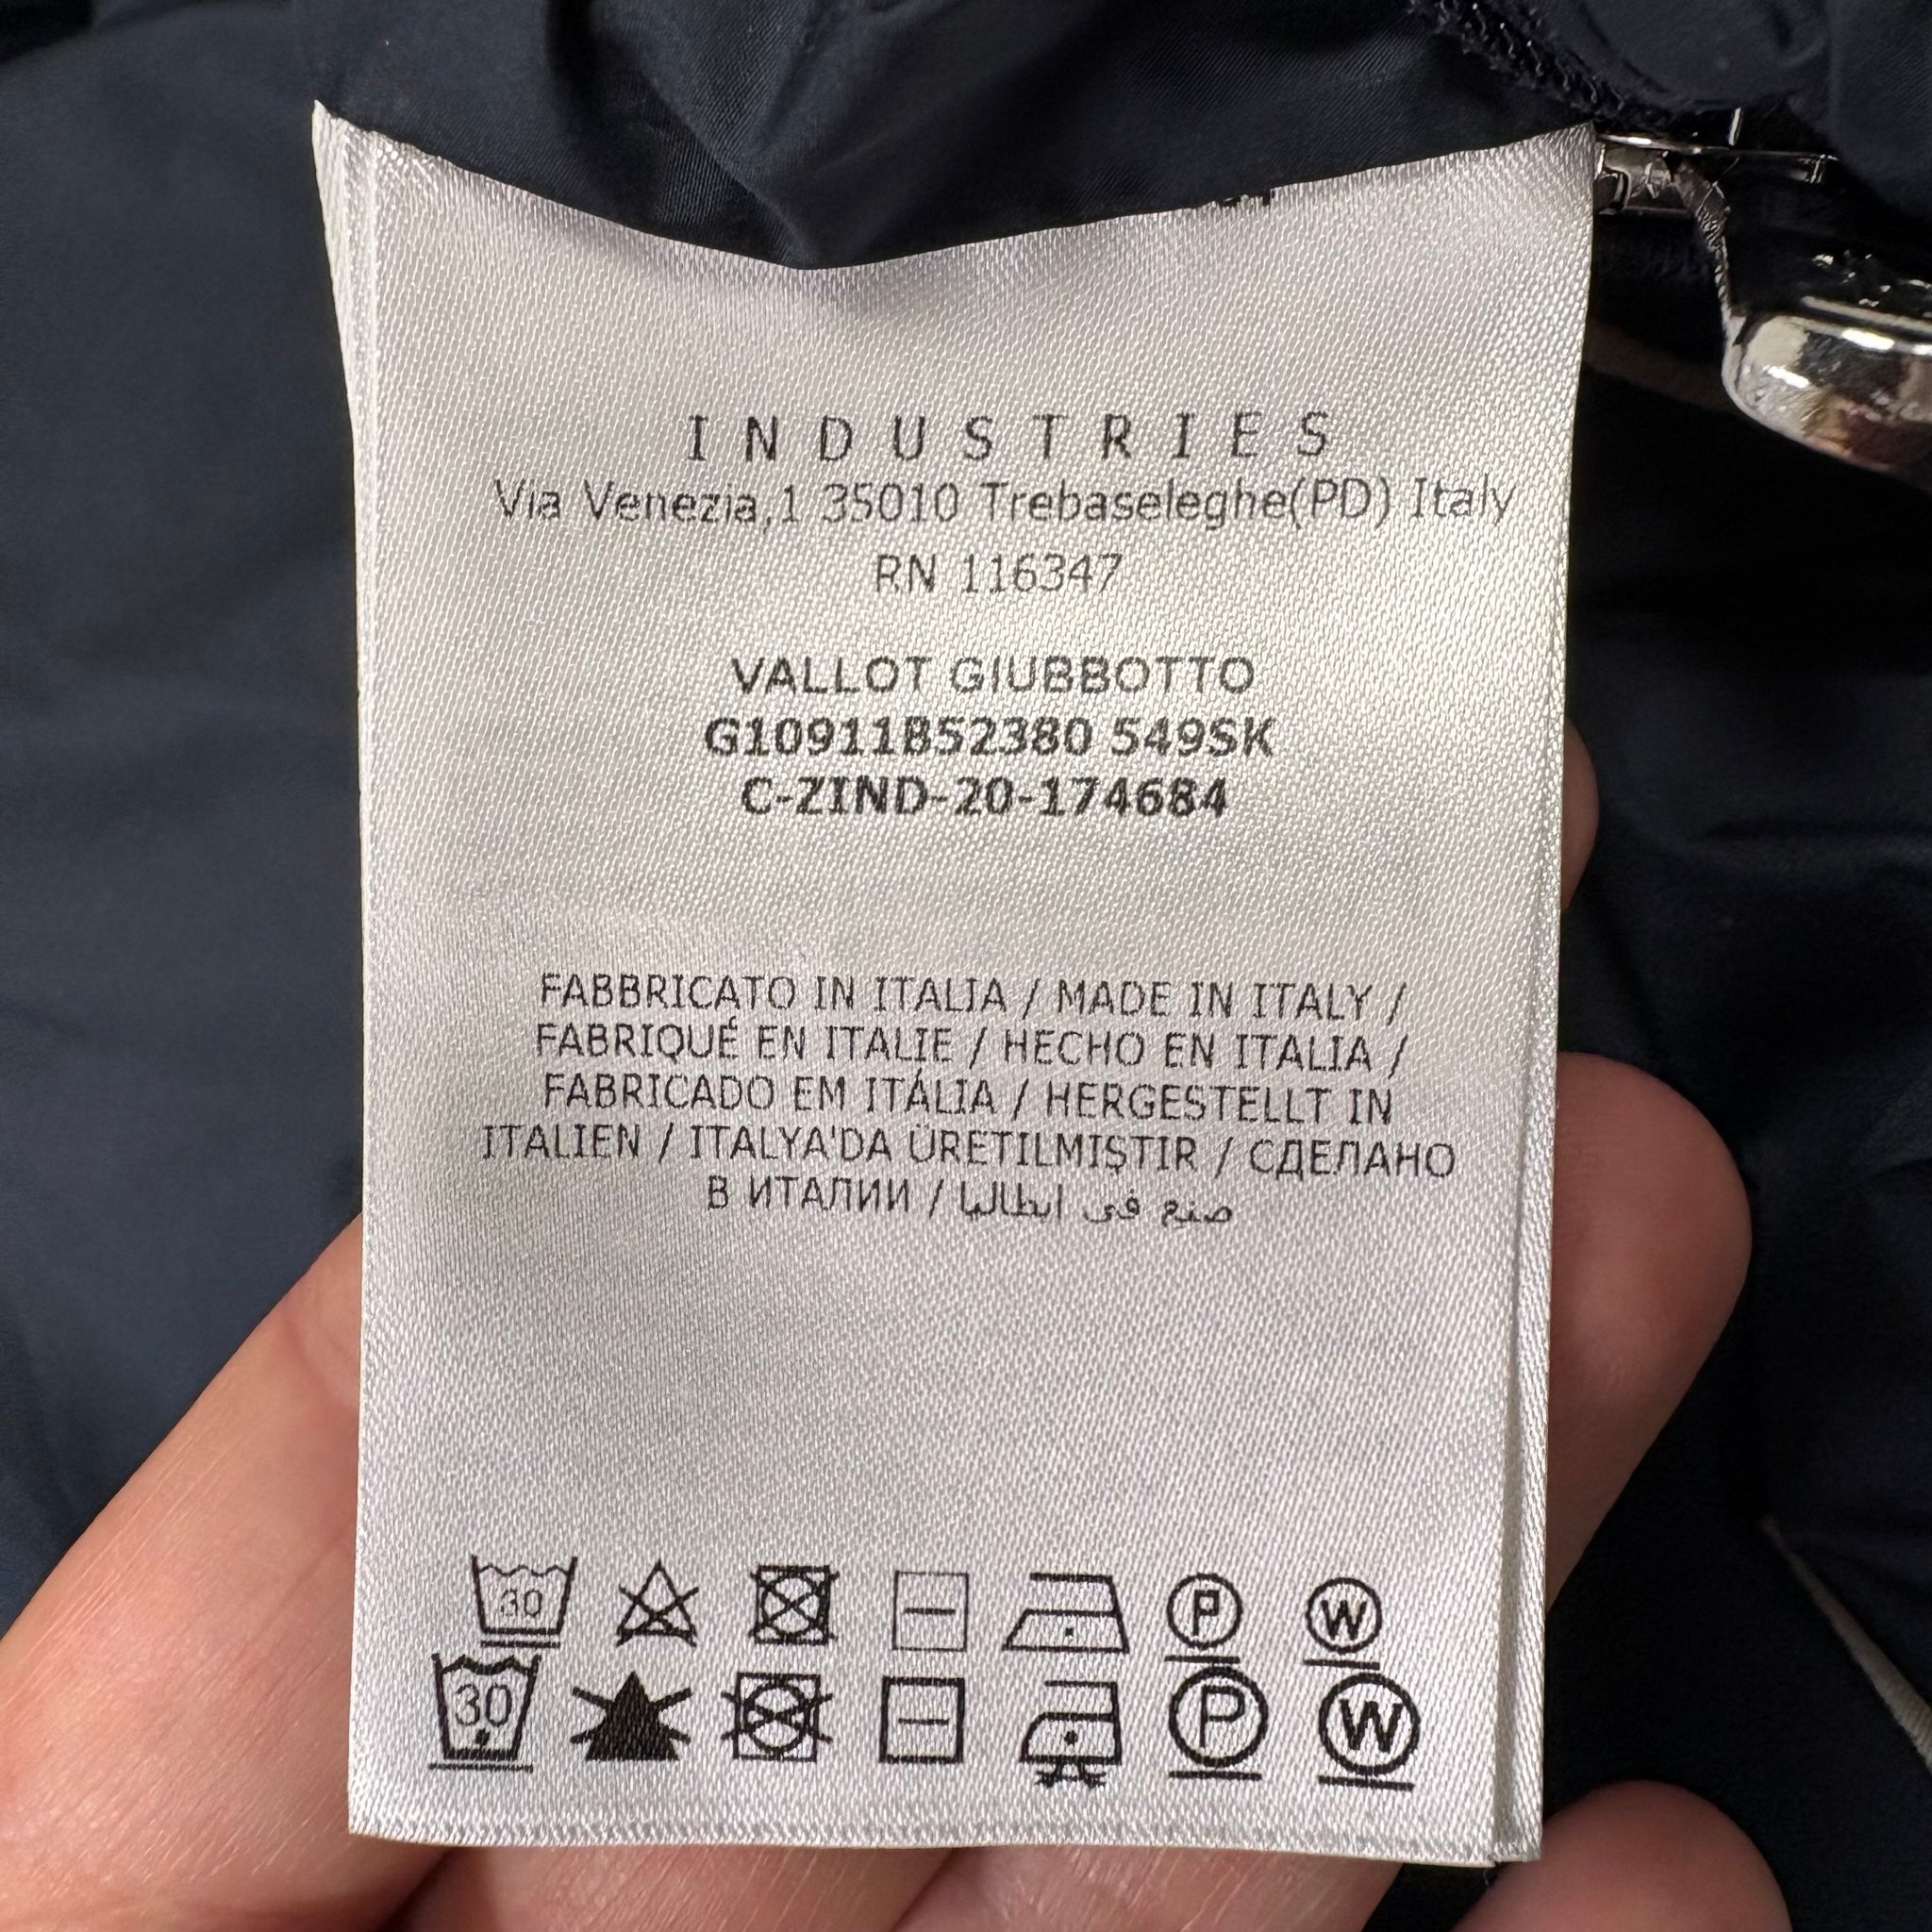 INDUSTRIES
Via Venezia,1 35010 Trebaseleghe(PD) Italy
RN 116347
VALLOT GIUBBOTTO
G10911B52380 549SK
C-ZIND-20-174684
FABBRICATO IN ITALIA / MADE IN ITALY /
FABRIQUÉ EN ITALIE / HECHO EN ITALIA /
FABRICADO EM ITÁLIA / HERGESTELLT IN
ITALIEN / ITALYA'DA ÜRETILMIŞTIR / СДЕЛАНО
В ИТАЛИИ / صنع في ايطاليا
30 P W
30 P W